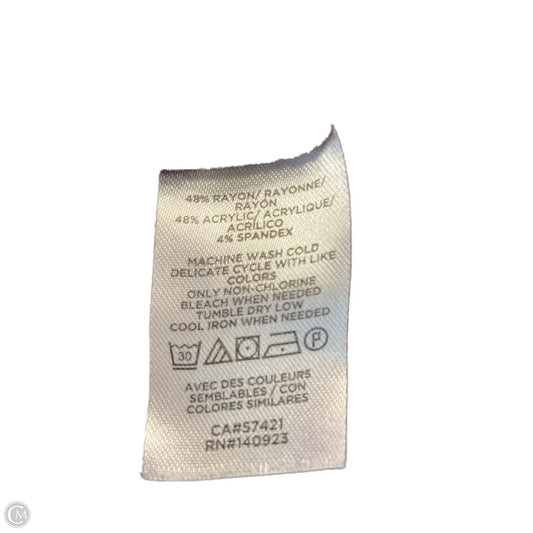 48% RAYON/ RAYONNE/
RAYÓN
48% ACRYLIC/ ACRYLIQUE/
ACRÍLICO
4% SPANDEX
MACHINE WASH COLD
DELICATE CYCLE WITH LIKE
COLORS
ONLY NON-CHLORINE
BLEACH WHEN NEEDED
TUMBLE DRY LOW
COOL IRON WHEN NEEDED
30 P
AVEC DES COULEURS
SEMBLABLES / CON
COLORES SIMILARES
CA#57421
RN#140923
CM